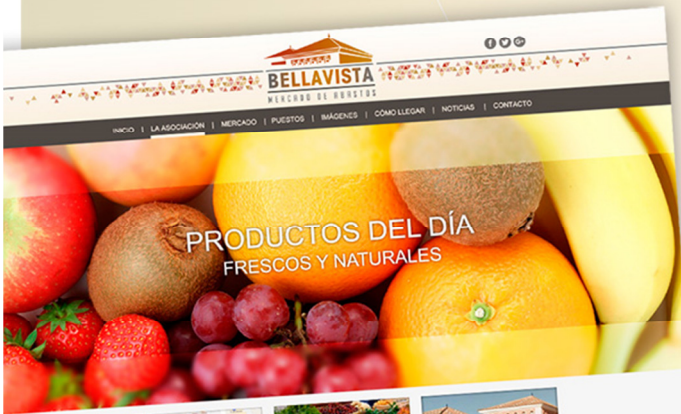 BELLAVISTA
MERCADO DE ABASTOS
INICIO | LA ASOCIACIÓN | MERCADO | PUESTOS | IMÁGENES | CÓMO LLEGAR | NOTICIAS | CONTACTO
PRODUCTOS DEL DÍA
FRESCOS Y NATURALES